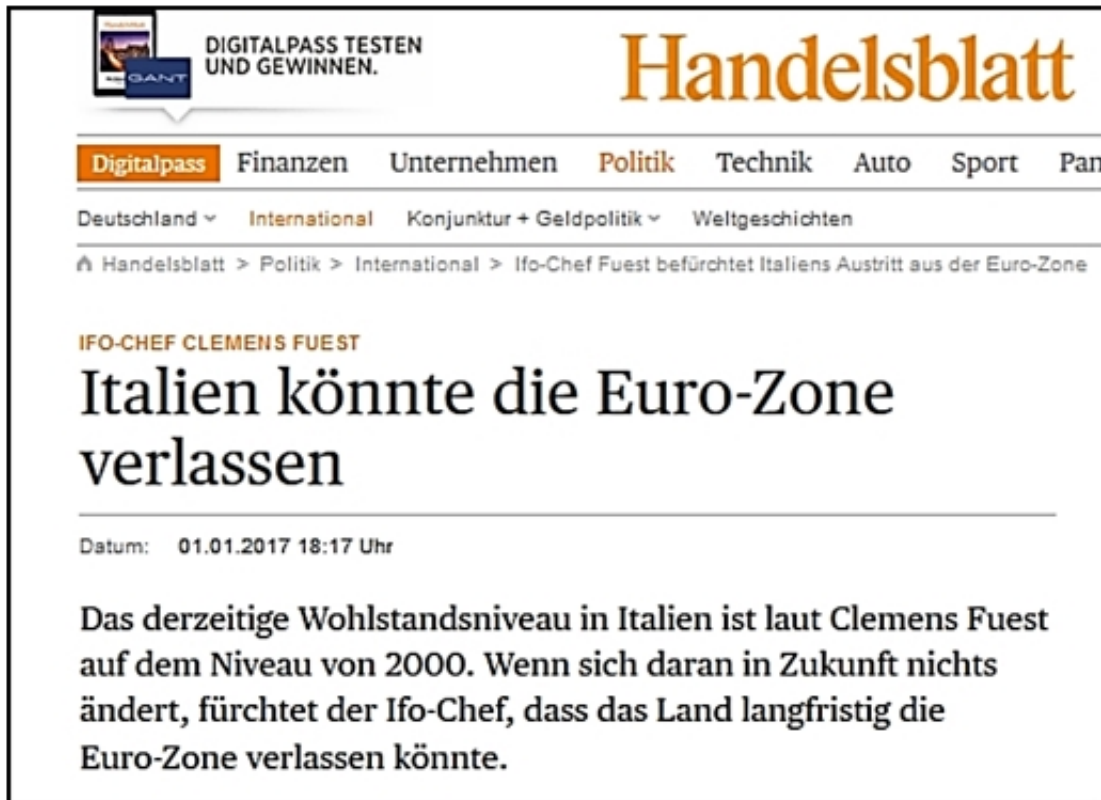 DIGITALPASS TESTEN
UND GEWINNEN.
GANT
Handelsblatt
Digitalpass Finanzen Unternehmen Politik Technik Auto Sport Pan
Deutschland International Konjunktur + Geldpolitik Weltgeschichten
Handelsblatt > Politik > International > Ifo-Chef Fuest befürchtet Italiens Austritt aus der Euro-Zone
IFO-CHEF CLEMENS FUEST
Italien könnte die Euro-Zone
verlassen
Datum: 01.01.2017 18:17 Uhr
Das derzeitige Wohlstandsniveau in Italien ist laut Clemens Fuest
auf dem Niveau von 2000. Wenn sich daran in Zukunft nichts
ändert, fürchtet der Ifo-Chef, dass das Land langfristig die
Euro-Zone verlassen könnte.